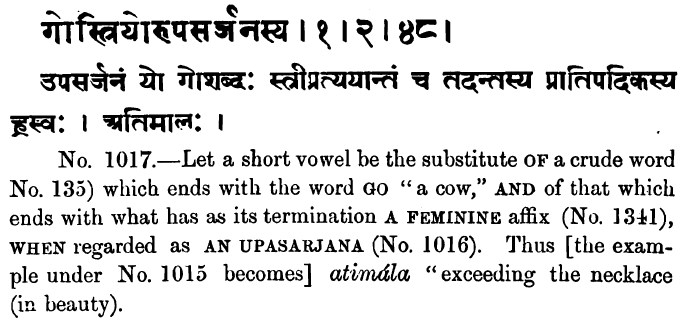 गोस्त्रियोरुपसर्जनस्य । १ । २ । ४८ ।
उपसर्जनं यो गोशब्दः स्त्रीप्रत्ययान्तं च तदन्तस्य प्रातिपदिकस्य
ह्रस्वः । अतिमालः ।
No. 1017.—Let a short vowel be the substitute OF a crude word
No. 135) which ends with the word GO “a cow,” AND of that which
ends with what has as its termination A FEMININE affix (No. 1341),
WHEN regarded as AN UPASARJANA (No. 1016). Thus [the exam-
ple under No. 1015 becomes] atimála “exceeding the necklace
(in beauty).